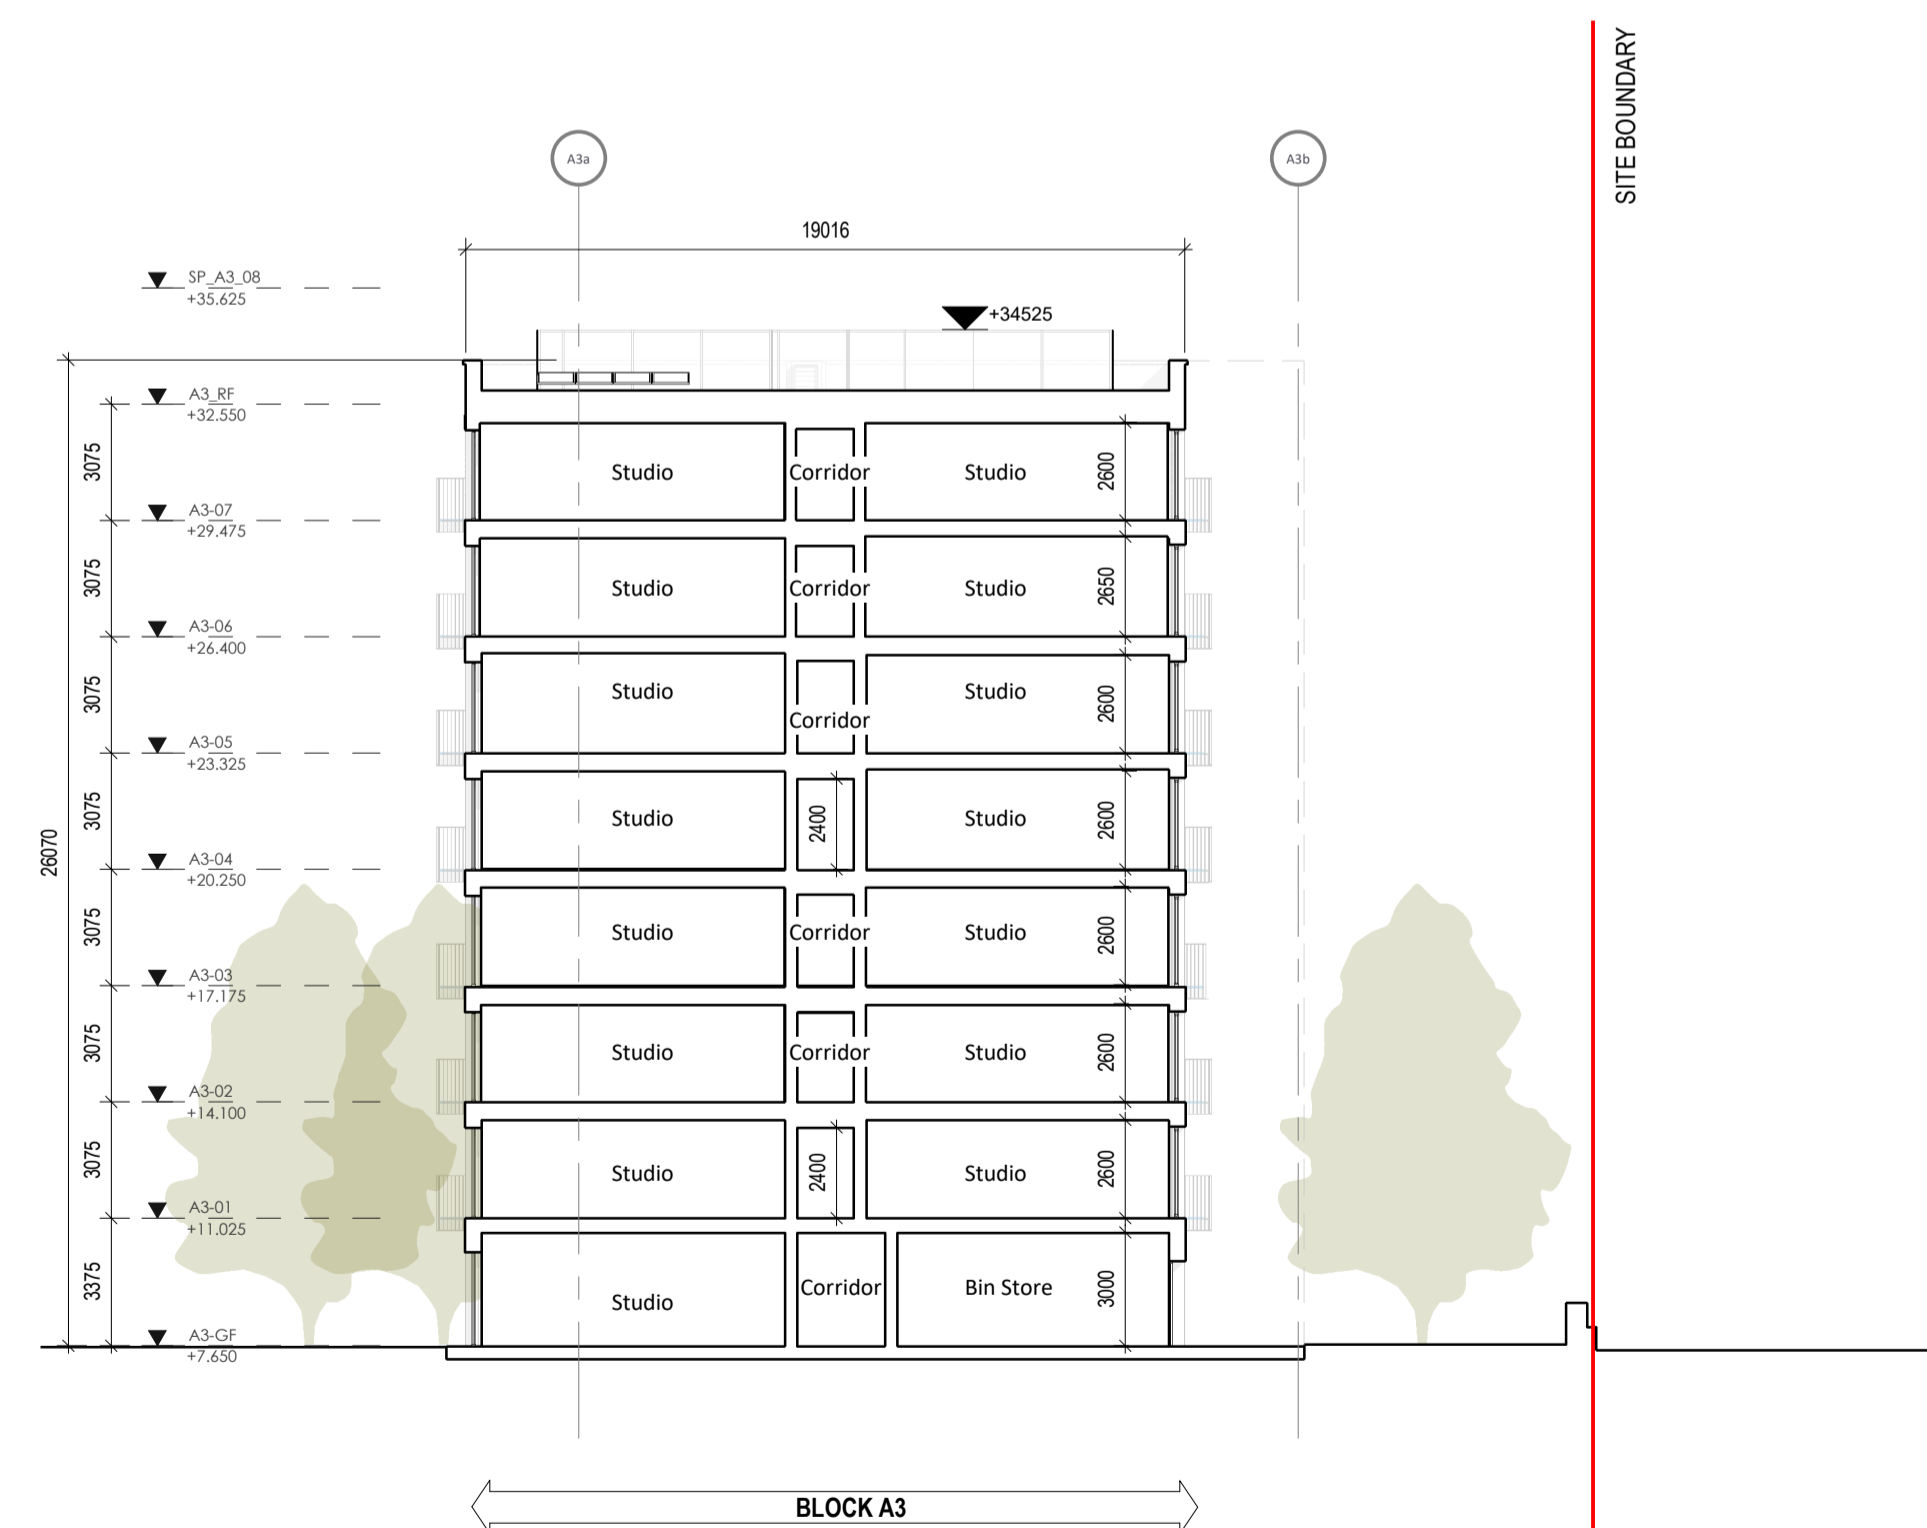 SITE BOUNDARY
A3a
A3b
19016
SP_A3_08
+35.625
+34525
A3_RF
+32.550
3075
Studio
Corridor
Studio
2600
A3-07
+29.475
3075
Studio
Corridor
Studio
2650
A3-06
+26.400
3075
Studio
Corridor
Studio
2600
A3-05
+23.325
3075
Studio
2400
Studio
2600
26070
A3-04
+20.250
3075
Studio
Corridor
Studio
2600
A3-03
+17.175
3075
Studio
Corridor
Studio
2600
A3-02
+14.100
3075
Studio
2400
Studio
2600
A3-01
+11.025
3375
Studio
Corridor
Bin Store
3000
A3-GF
+7.650
BLOCK A3